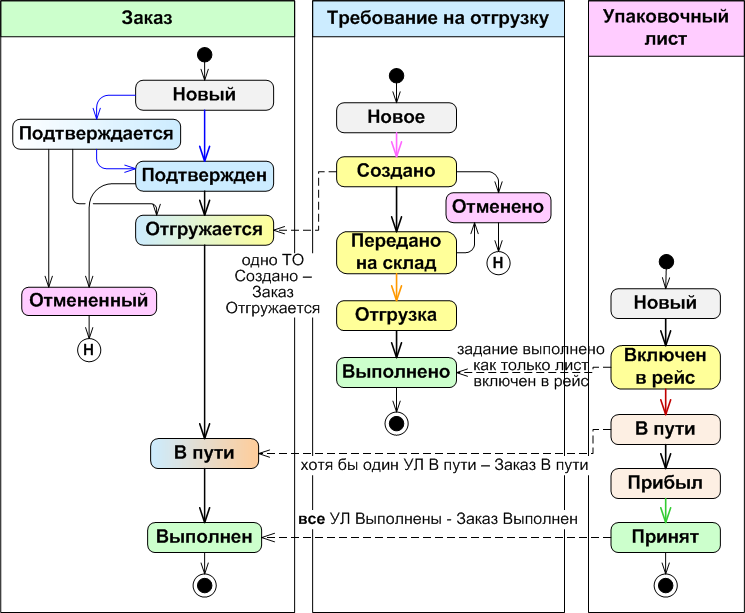 Заказ
Новый
Подтверждается
Подтвержден
Отгружается
Отмененный
Н
В пути
Выполнен
Требование на отгрузку
Новое
Создано
Отменено
Н
Передано
на склад
Отгрузка
Выполнено
одно ТО
Создано –
Заказ
Отгружается
Упаковочный
лист
Новый
Включен
в рейс
В пути
Прибыл
Принят
задание выполнено
как только лист
включен в рейс
хотя бы один УЛ В пути – Заказ В пути
все УЛ Выполнены - Заказ Выполнен